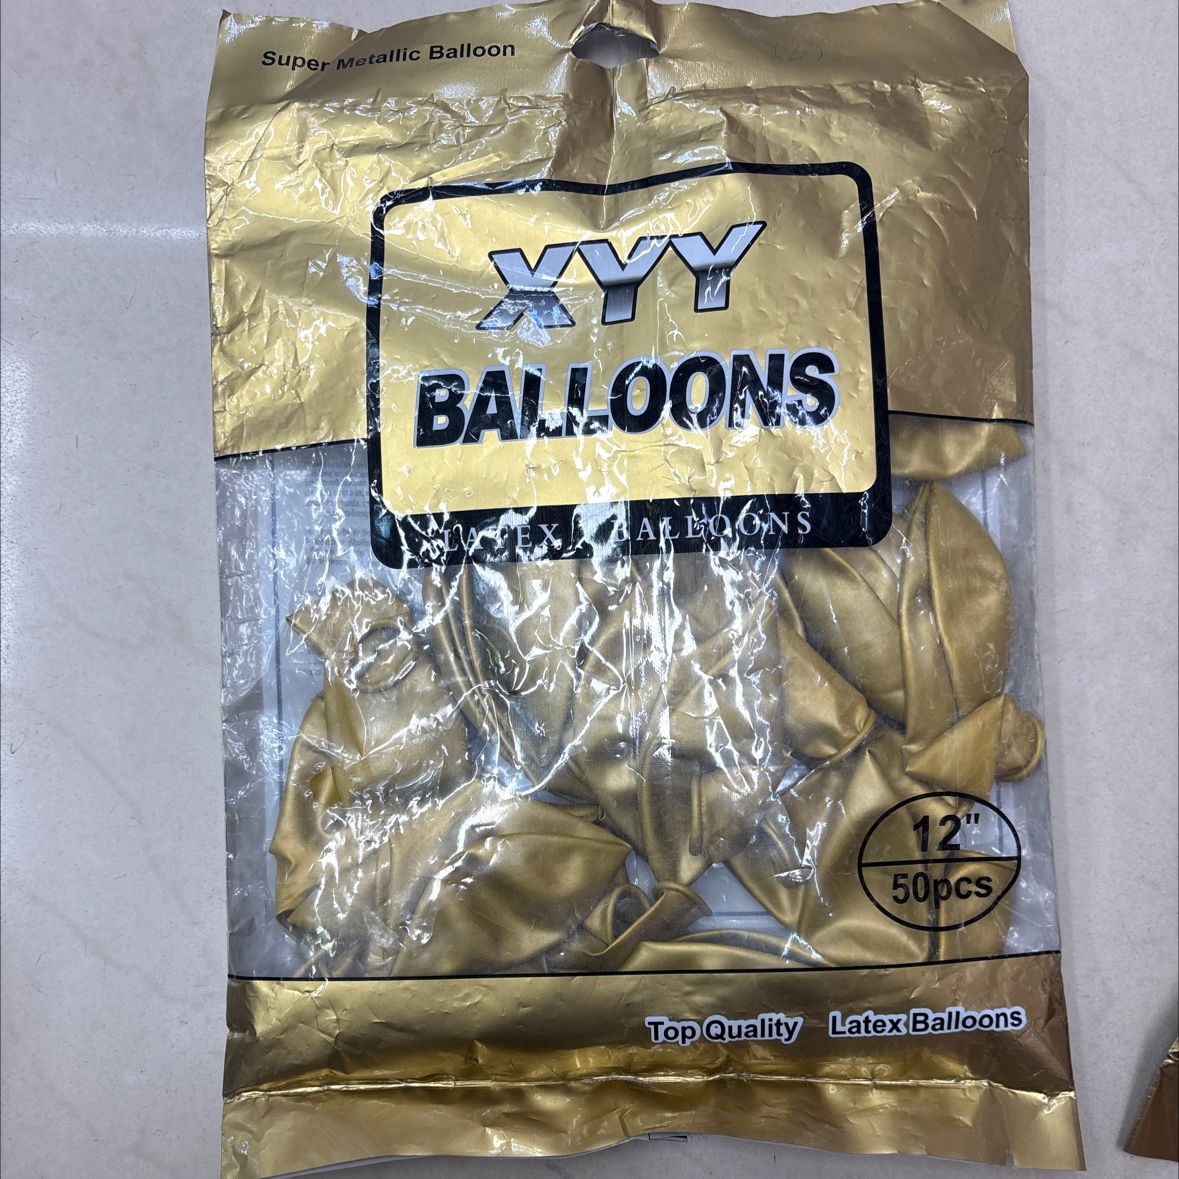 Super Metallic Balloon
XYY
BALLOONS
LATEX BALLOONS
12"
50pcs
Top Quality Latex Balloons